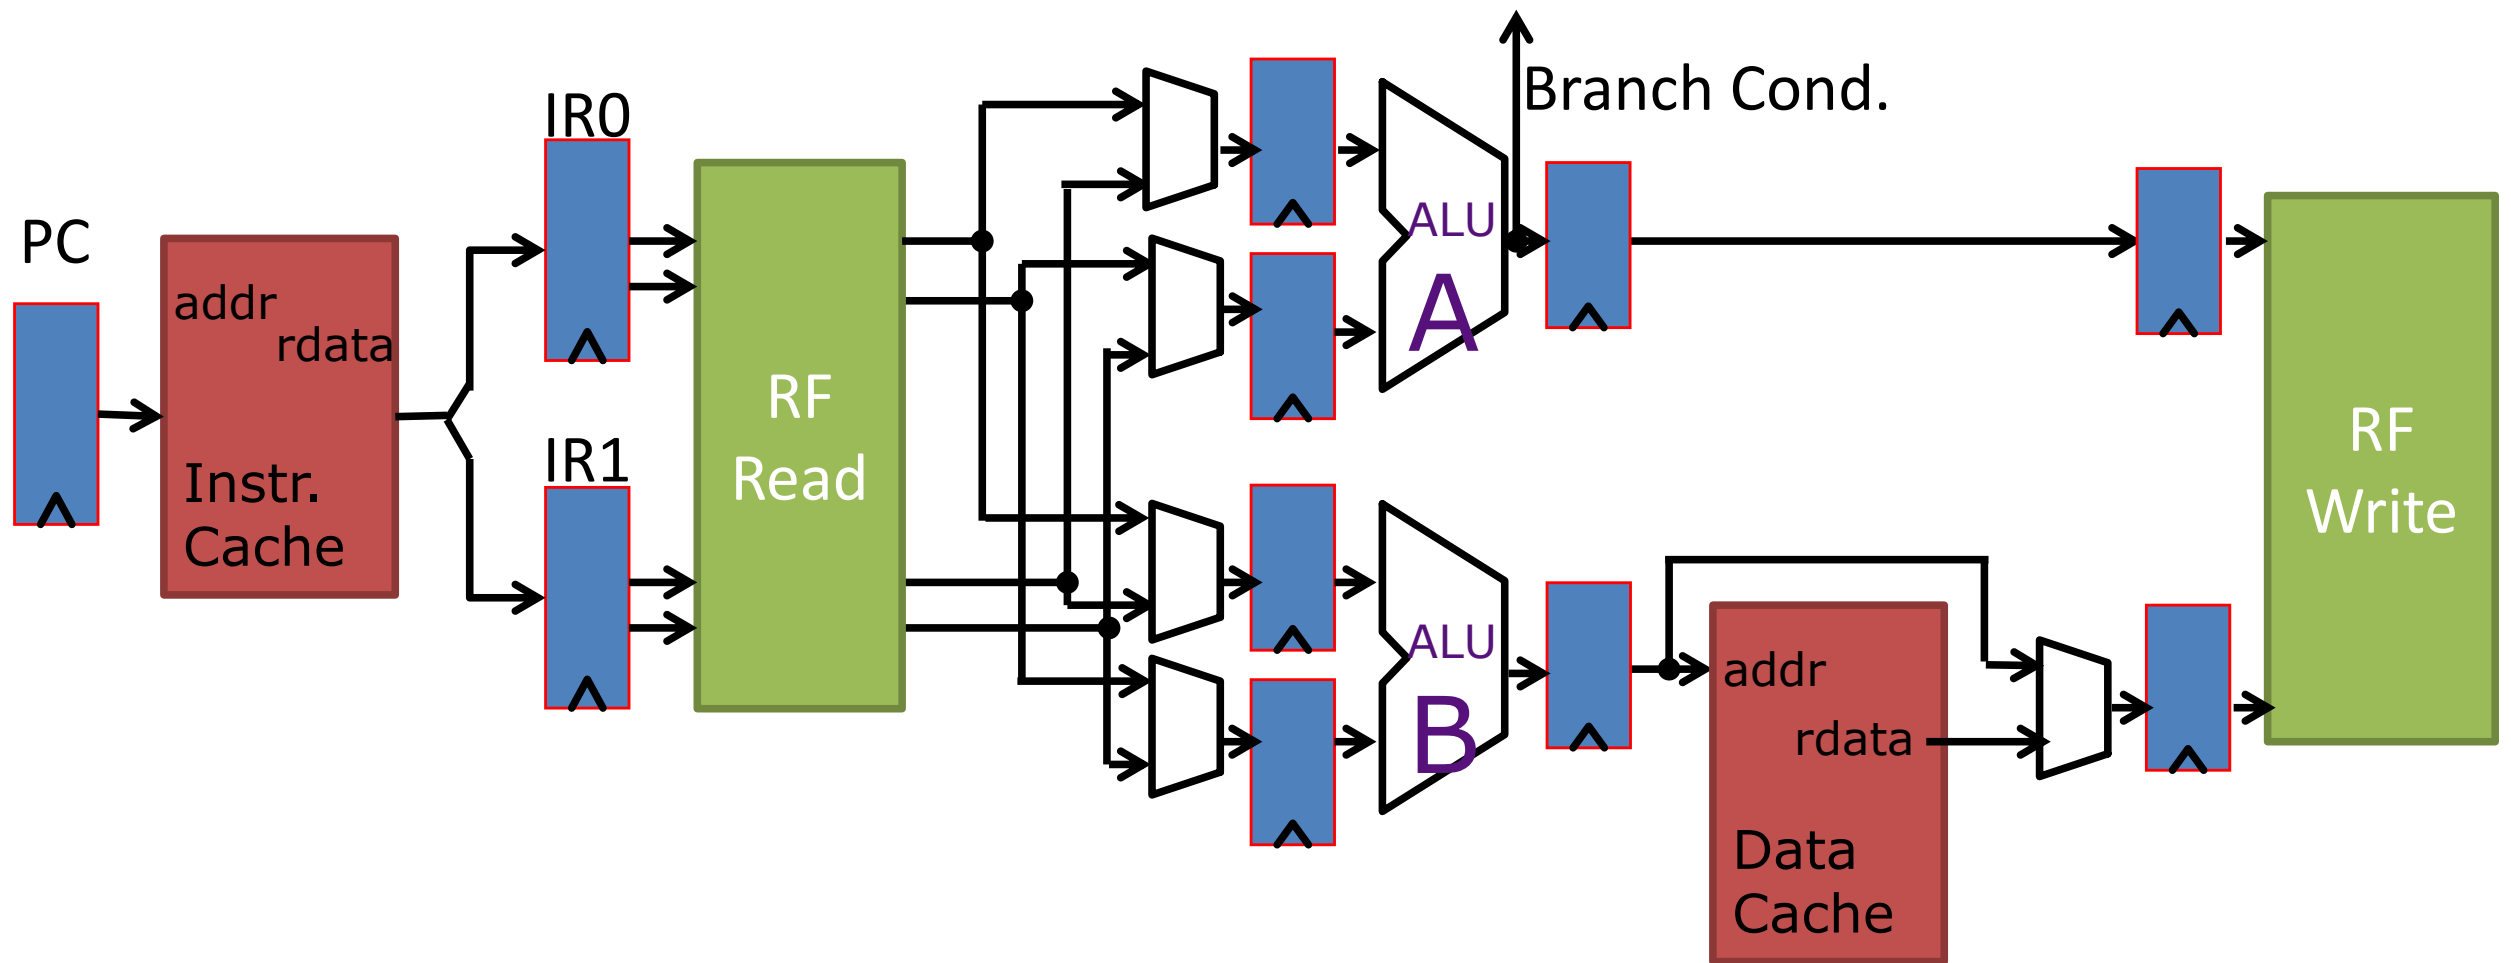 PC
addr
rdata
Instr.
Cache
IR0
IR1
RF
Read
ALU
A
Branch Cond.
ALU
B
addr
rdata
Data
Cache
RF
Write